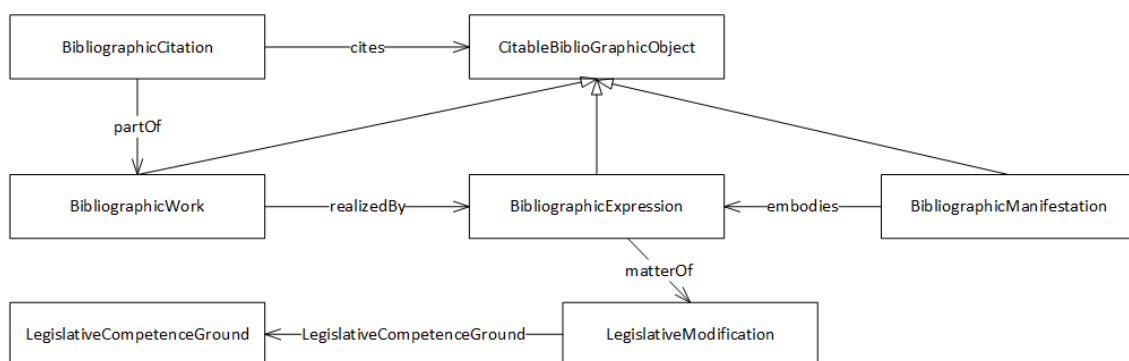 BibliographicCitation
cites
CitableBiblioGraphicObject
partOf
BibliographicWork
realizedBy
BibliographicExpression
embodies
BibliographicManifestation
matterOf
LegislativeCompetenceGround
LegislativeCompetenceGround
LegislativeModification